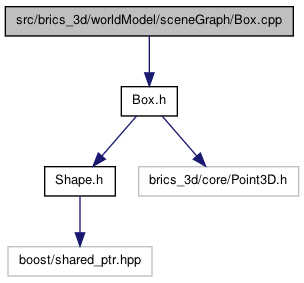 src/brics_3d/worldModel/sceneGraph/Box.cpp
Box.h
Shape.h
brics_3d/core/Point3D.h
boost/shared_ptr.hpp